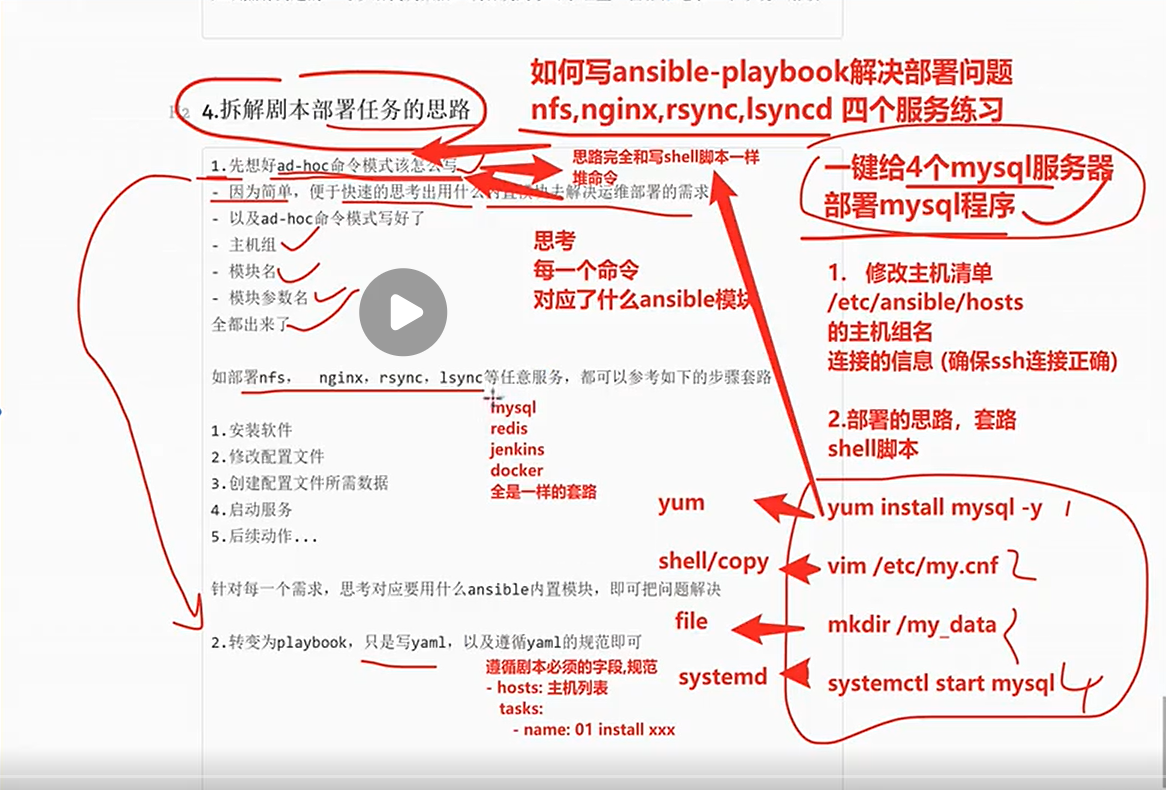 如何写ansible-playbook解决部署问题
nfs,nginx,rsync,lsyncd 四个服务练习
4.拆解剧本部署任务的思路
1.先想好ad-hoc命令模式该怎么写
- 因为简单，便于快速的思考出用什么内置模块去解决运维部署的需求
- 以及ad-hoc命令模式写好了
- 主机组
- 模块名
- 模块参数名
全都出来了
思路完全和写shell脚本一样
堆命令
思考
每一个命令
对应了什么ansible模块
一键给4个mysql服务器
部署mysql程序
1. 修改主机清单
/etc/ansible/hosts
的主机组名
连接的信息 (确保ssh连接正确)
2.部署的思路，套路
shell脚本
如部署nfs， nginx，rsync，lsync等任意服务，都可以参考如下的步骤套路
mysql
redis
jenkins
docker
全是一样的套路
1.安装软件
2.修改配置文件
3.创建配置文件所需数据
4.启动服务
5.后续动作...
yum
yum install mysql -y 1
shell/copy
vim /etc/my.cnf 2
file
mkdir /my_data
systemd
systemctl start mysql 4
针对每一个需求，思考对应要用什么ansible内置模块，即可把问题解决
2.转变为playbook，只是写yaml，以及遵循yaml的规范即可
遵循剧本必须的字段,规范
- hosts: 主机列表
tasks:
- name: 01 install xxx